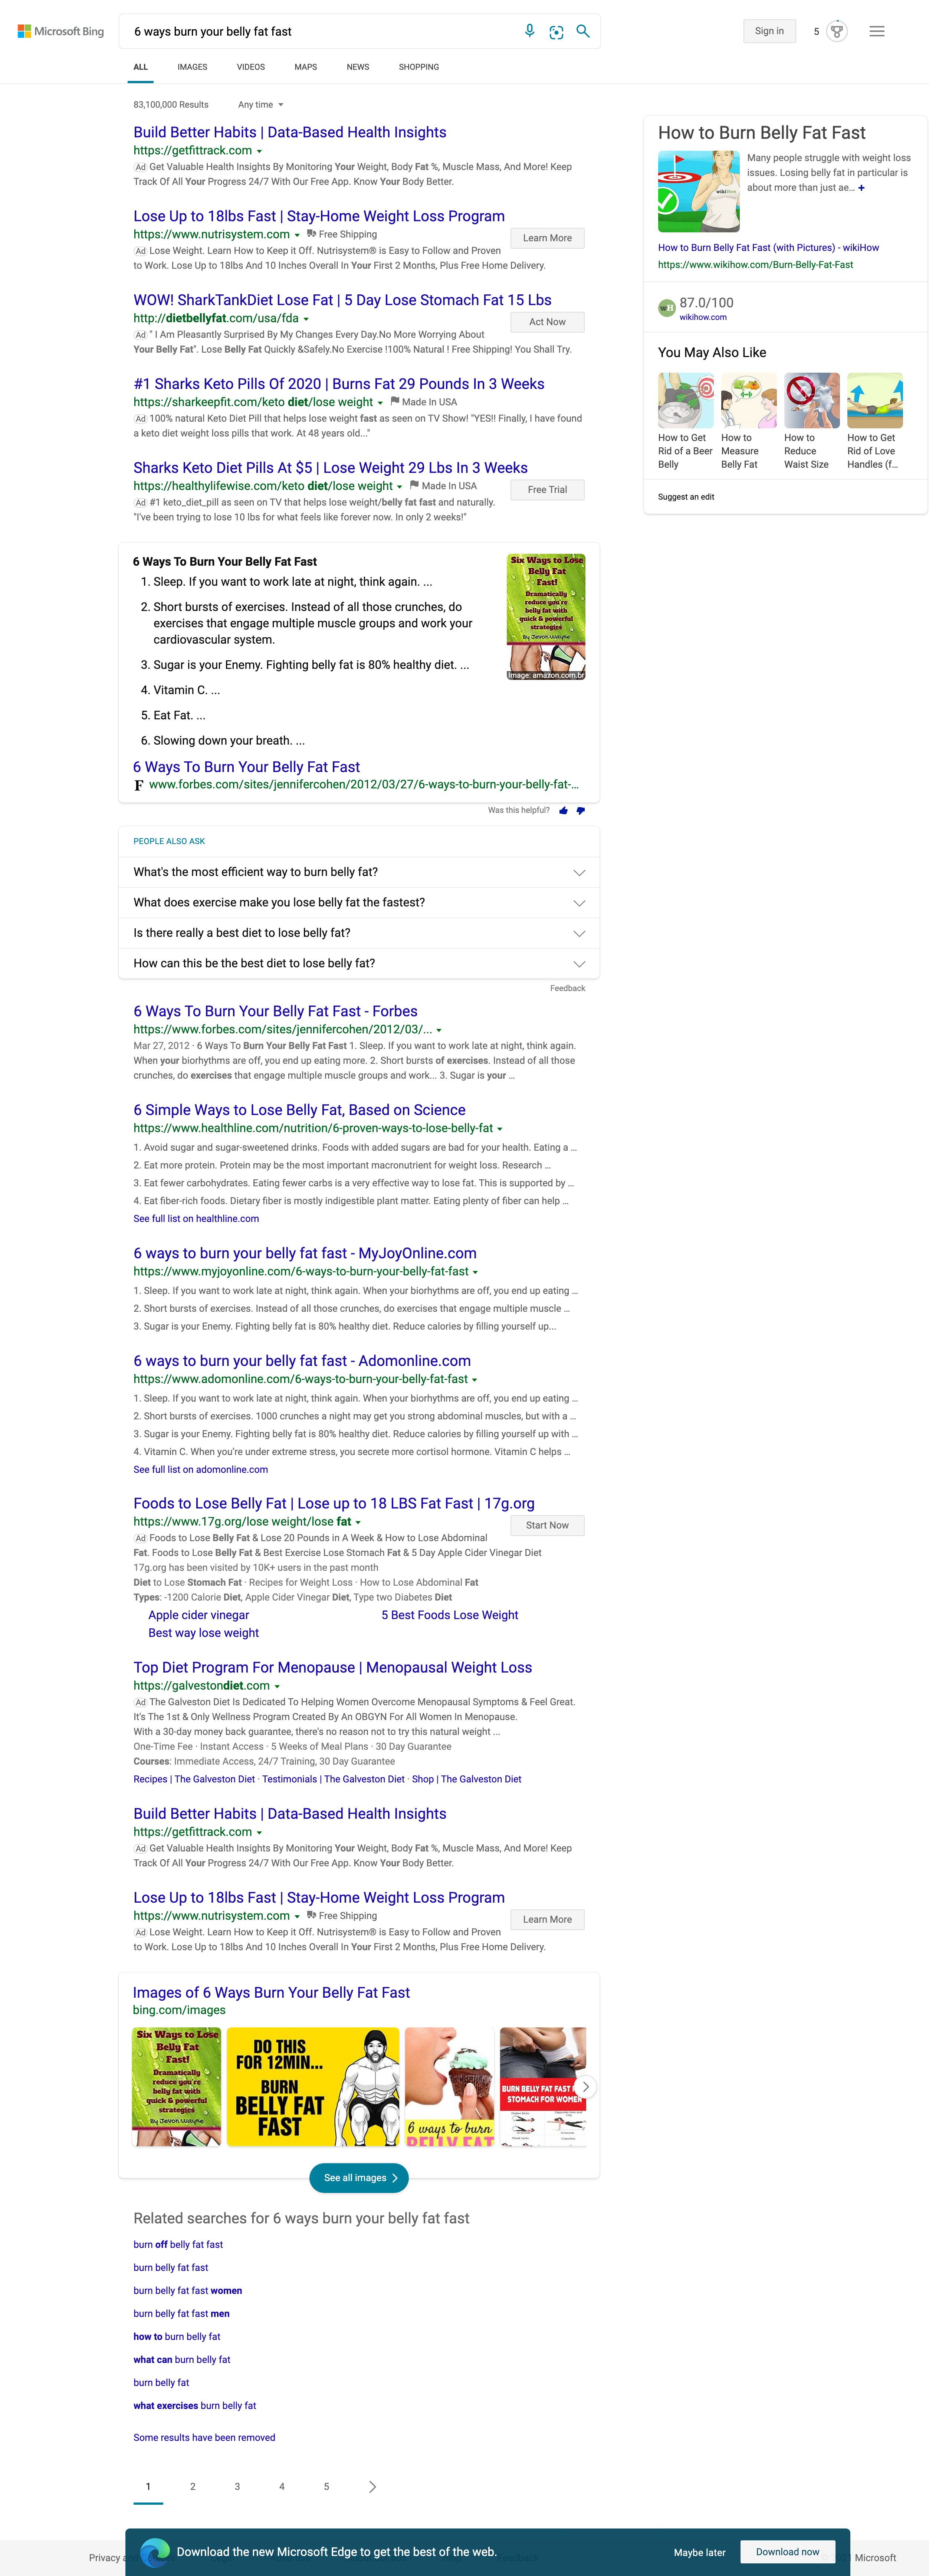 Microsoft Bing
6 ways burn your belly fat fast
Sign in
5
ALL
IMAGES
VIDEOS
MAPS
NEWS
SHOPPING
83,100,000 Results
Any time
Build Better Habits | Data-Based Health Insights
https://getfittrack.com
Ad Get Valuable Health Insights By Monitoring Your Weight, Body Fat %, Muscle Mass, And More! Keep
Track Of All Your Progress 24/7 With Our Free App. Know Your Body Better.
Lose Up to 18lbs Fast | Stay-Home Weight Loss Program
https://www.nutrisystem.com Free Shipping
Learn More
Ad Lose Weight. Learn How to Keep it Off. Nutrisystem® is Easy to Follow and Proven
to Work. Lose Up to 18lbs And 10 Inches Overall In Your First 2 Months, Plus Free Home Delivery.
WOW! SharkTankDiet Lose Fat | 5 Day Lose Stomach Fat 15 Lbs
http://dietbellyfat.com/usa/fda
Act Now
Ad " I Am Pleasantly Surprised By My Changes Every Day.No More Worrying About
Your Belly Fat". Lose Belly Fat Quickly &Safely.No Exercise !100% Natural ! Free Shipping! You Shall Try.
#1 Sharks Keto Pills Of 2020 | Burns Fat 29 Pounds In 3 Weeks
https://sharkeepfit.com/keto diet/lose weight Made In USA
Ad 100% natural Keto Diet Pill that helps lose weight fast as seen on TV Show! "YES!! Finally, I have found
a keto diet weight loss pills that work. At 48 years old..."
Sharks Keto Diet Pills At $5 | Lose Weight 29 Lbs In 3 Weeks
https://healthylifewise.com/keto diet/lose weight Made In USA
Free Trial
Ad #1 keto_diet_pill as seen on TV that helps lose weight/belly fat fast and naturally.
"I've been trying to lose 10 lbs for what feels like forever now. In only 2 weeks!"
How to Burn Belly Fat Fast
Many people struggle with weight loss
issues. Losing belly fat in particular is
about more than just ae... +
wikiHow
How to Burn Belly Fat Fast (with Pictures) - wikiHow
https://www.wikihow.com/Burn-Belly-Fat-Fast
wH
87.0/100
wikihow.com
You May Also Like
How to Get
Rid of a Beer
Belly
How to
Measure
Belly Fat
How to
Reduce
Waist Size
How to Get
Rid of Love
Handles (f...
Suggest an edit
6 Ways To Burn Your Belly Fat Fast
1. Sleep. If you want to work late at night, think again. ...
2. Short bursts of exercises. Instead of all those crunches, do
exercises that engage multiple muscle groups and work your
cardiovascular system.
3. Sugar is your Enemy. Fighting belly fat is 80% healthy diet. ...
4. Vitamin C. ...
5. Eat Fat. ...
6. Slowing down your breath. ...
Six Ways to Lose
Belly Fat
Fast!
Dramatically
reduce you're
belly fat with
quick & powerful
strategies
By Jevon Wayne
Image: amazon.com.br
6 Ways To Burn Your Belly Fat Fast
F www.forbes.com/sites/jennifercohen/2012/03/27/6-ways-to-burn-your-belly-fat-...
Was this helpful?
PEOPLE ALSO ASK
What's the most efficient way to burn belly fat?
What does exercise make you lose belly fat the fastest?
Is there really a best diet to lose belly fat?
How can this be the best diet to lose belly fat?
Feedback
6 Ways To Burn Your Belly Fat Fast - Forbes
https://www.forbes.com/sites/jennifercohen/2012/03/...
Mar 27, 2012 · 6 Ways To Burn Your Belly Fat Fast 1. Sleep. If you want to work late at night, think again.
When your biorhythms are off, you end up eating more. 2. Short bursts of exercises. Instead of all those
crunches, do exercises that engage multiple muscle groups and work... 3. Sugar is your ...
6 Simple Ways to Lose Belly Fat, Based on Science
https://www.healthline.com/nutrition/6-proven-ways-to-lose-belly-fat
1. Avoid sugar and sugar-sweetened drinks. Foods with added sugars are bad for your health. Eating a ...
2. Eat more protein. Protein may be the most important macronutrient for weight loss. Research ...
3. Eat fewer carbohydrates. Eating fewer carbs is a very effective way to lose fat. This is supported by ...
4. Eat fiber-rich foods. Dietary fiber is mostly indigestible plant matter. Eating plenty of fiber can help ...
See full list on healthline.com
6 ways to burn your belly fat fast - MyJoyOnline.com
https://www.myjoyonline.com/6-ways-to-burn-your-belly-fat-fast
1. Sleep. If you want to work late at night, think again. When your biorhythms are off, you end up eating ...
2. Short bursts of exercises. Instead of all those crunches, do exercises that engage multiple muscle ...
3. Sugar is your Enemy. Fighting belly fat is 80% healthy diet. Reduce calories by filling yourself up...
6 ways to burn your belly fat fast - Adomonline.com
https://www.adomonline.com/6-ways-to-burn-your-belly-fat-fast
1. Sleep. If you want to work late at night, think again. When your biorhythms are off, you end up eating ...
2. Short bursts of exercises. 1000 crunches a night may get you strong abdominal muscles, but with a ...
3. Sugar is your Enemy. Fighting belly fat is 80% healthy diet. Reduce calories by filling yourself up with ...
4. Vitamin C. When you're under extreme stress, you secrete more cortisol hormone. Vitamin C helps ...
See full list on adomonline.com
Foods to Lose Belly Fat | Lose up to 18 LBS Fat Fast | 17g.org
https://www.17g.org/lose weight/lose fat
Start Now
Ad Foods to Lose Belly Fat & Lose 20 Pounds in A Week & How to Lose Abdominal
Fat. Foods to Lose Belly Fat & Best Exercise Lose Stomach Fat & 5 Day Apple Cider Vinegar Diet
17g.org has been visited by 10K+ users in the past month
Diet to Lose Stomach Fat · Recipes for Weight Loss · How to Lose Abdominal Fat
Types: -1200 Calorie Diet, Apple Cider Vinegar Diet, Type two Diabetes Diet
Apple cider vinegar
5 Best Foods Lose Weight
Best way lose weight
Top Diet Program For Menopause | Menopausal Weight Loss
https://galvestondiet.com
Ad The Galveston Diet Is Dedicated To Helping Women Overcome Menopausal Symptoms & Feel Great.
It's The 1st & Only Wellness Program Created By An OBGYN For All Women In Menopause.
With a 30-day money back guarantee, there's no reason not to try this natural weight ...
One-Time Fee · Instant Access · 5 Weeks of Meal Plans · 30 Day Guarantee
Courses: Immediate Access, 24/7 Training, 30 Day Guarantee
Recipes | The Galveston Diet · Testimonials | The Galveston Diet · Shop | The Galveston Diet
Build Better Habits | Data-Based Health Insights
https://getfittrack.com
Ad Get Valuable Health Insights By Monitoring Your Weight, Body Fat %, Muscle Mass, And More! Keep
Track Of All Your Progress 24/7 With Our Free App. Know Your Body Better.
Lose Up to 18lbs Fast | Stay-Home Weight Loss Program
https://www.nutrisystem.com Free Shipping
Learn More
Ad Lose Weight. Learn How to Keep it Off. Nutrisystem® is Easy to Follow and Proven
to Work. Lose Up to 18lbs And 10 Inches Overall In Your First 2 Months, Plus Free Home Delivery.
Images of 6 Ways Burn Your Belly Fat Fast
bing.com/images
Six Ways to Lose
Belly Fat
Fast!
Dramatically
reduce you're
belly fat with
quick & powerful
strategies
By Jevon Wayne
DO THIS
FOR 12MIN...
BURN
BELLY FAT
FAST
6 ways to burn
BELLY FAT
BURN BELLY FAT FAST
STOMACH FOR WOMEN
See all images
Related searches for 6 ways burn your belly fat fast
burn off belly fat fast
burn belly fat fast
burn belly fat fast women
burn belly fat fast men
how to burn belly fat
what can burn belly fat
burn belly fat
what exercises burn belly fat
Some results have been removed
1
2
3
4
5
Privacy
Download the new Microsoft Edge to get the best of the web.
Maybe later
Download now
Microsoft